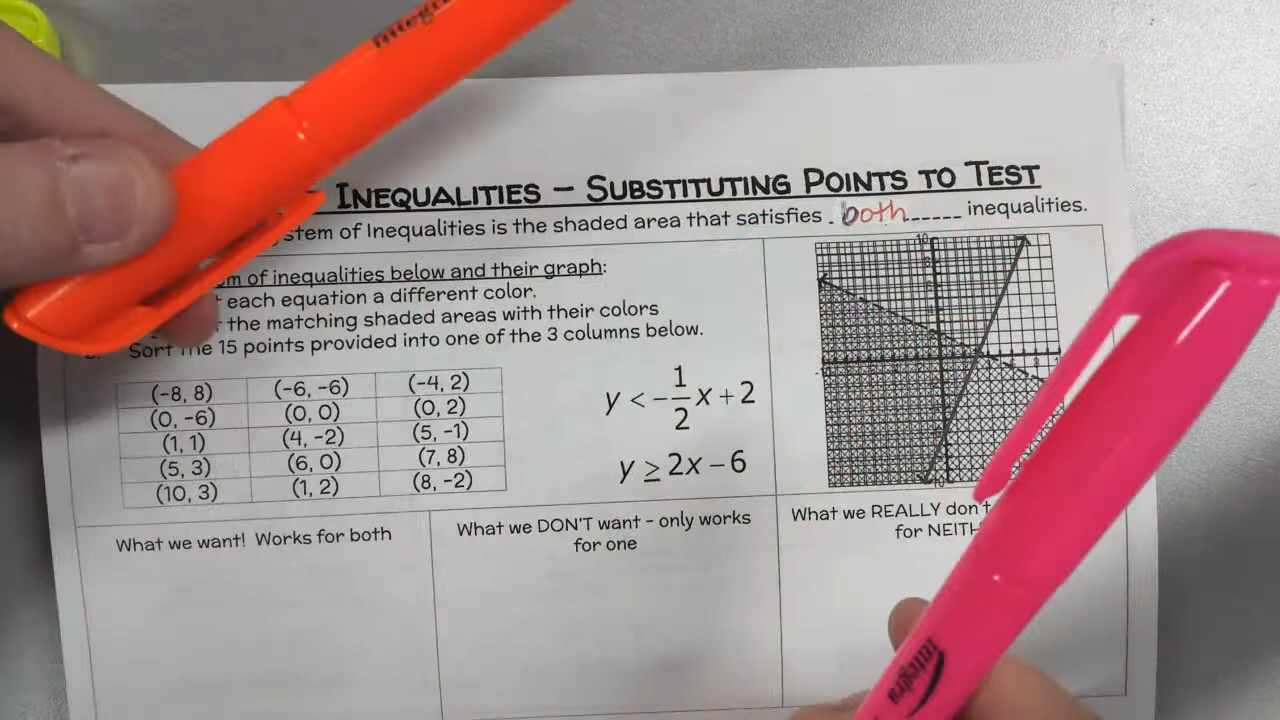 Integra
INEQUALITIES – SUBSTITUTING POINTS TO TEST
stem of Inequalities is the shaded area that satisfies both inequalities.
m of inequalities below and their graph:
each equation a different color.
the matching shaded areas with their colors
Sort the 15 points provided into one of the 3 columns below.
(-8, 8) (-6, -6) (-4, 2)
(0, -6) (0, 0) (0, 2)
(1, 1) (4, -2) (5, -1)
(5, 3) (6, 0) (7, 8)
(10, 3) (1, 2) (8, -2)
y < -1/2x + 2
y ≥ 2x – 6
What we want! Works for both
What we DON'T want – only works
for one
What we REALLY don't
for NEITH
Integra